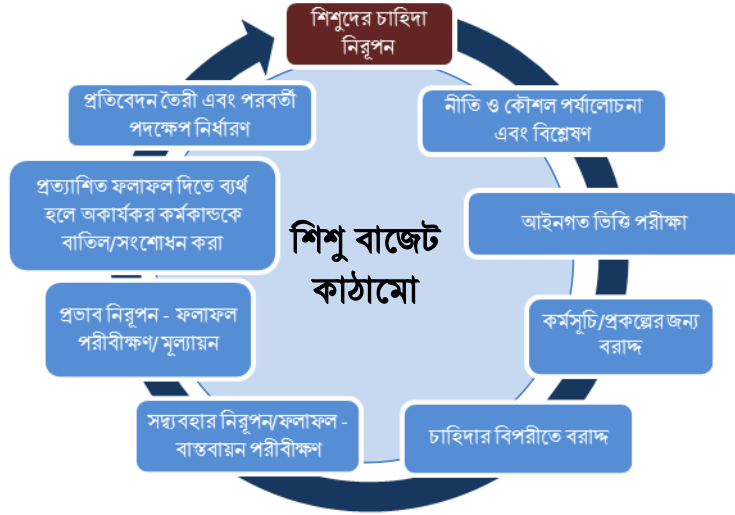 শিশুদের চাহিদা
নিরূপন
নীতি ও কৌশল পর্যালোচনা
এবং বিশ্লেষণ
আইনগত ভিত্তি পরীক্ষা
কর্মসূচি/প্রকল্পের জন্য
বরাদ্দ
চাহিদার বিপরীতে বরাদ্দ
সদ্ব্যবহার নিরূপন/ফলাফল -
বাস্তবায়ন পরীবীক্ষণ
প্রভাব নিরূপন - ফলাফল
পরীবীক্ষণ/মূল্যায়ন
প্রত্যাশিত ফলাফল দিতে ব্যর্থ
হলে অকার্যকর কর্মকান্ডকে
বাতিল/সংশোধন করা
প্রতিবেদন তৈরী এবং পরবর্তী
পদক্ষেপ নির্ধারণ
শিশু বাজেট
কাঠামো